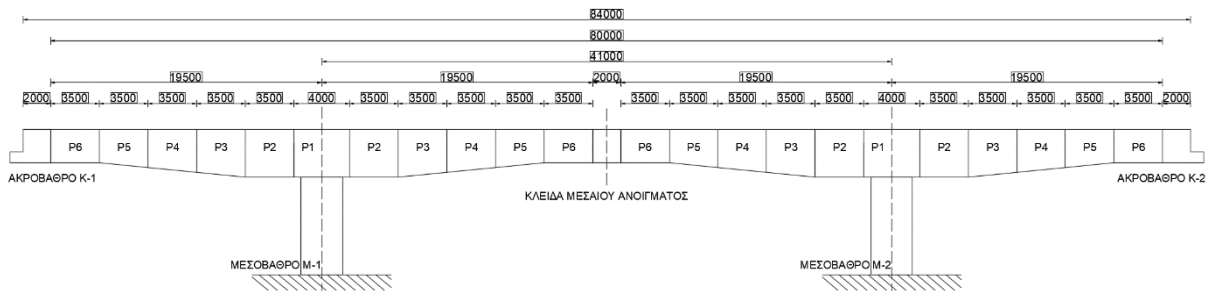 84000
80000
41000
19500 19500 2000 19500 19500
2000 3500 3500 3500 3500 4000 3500 3500 3500 3500 3500 3500 3500 3500 3500 4000 3500 3500 3500 3500 3500 2000
P6 P5 P4 P3 P2 P1 P2 P3 P4 P5 P6 P6 P5 P4 P3 P2 P1 P2 P3 P4 P5 P6
ΑΚΡΟΒΑΘΡΟ Κ-1 ΑΚΡΟΒΑΘΡΟ Κ-2
ΚΛΕΙΔΑ ΜΕΣΑΙΟΥ ΑΝΟΙΓΜΑΤΟΣ
ΜΕΣΟΒΑΘΡΟ Μ-1 ΜΕΣΟΒΑΘΡΟ Μ-2